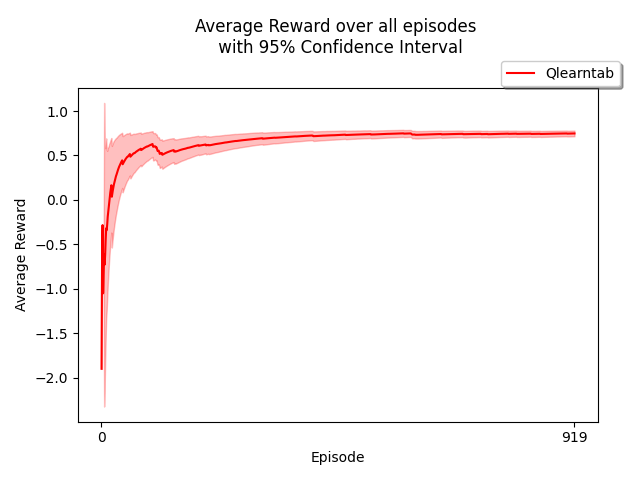 Average Reward over all episodes
with 95% Confidence Interval
Qlearntab
1.0
0.5
0.0
−0.5
−1.0
−1.5
−2.0
Average Reward
0
919
Episode